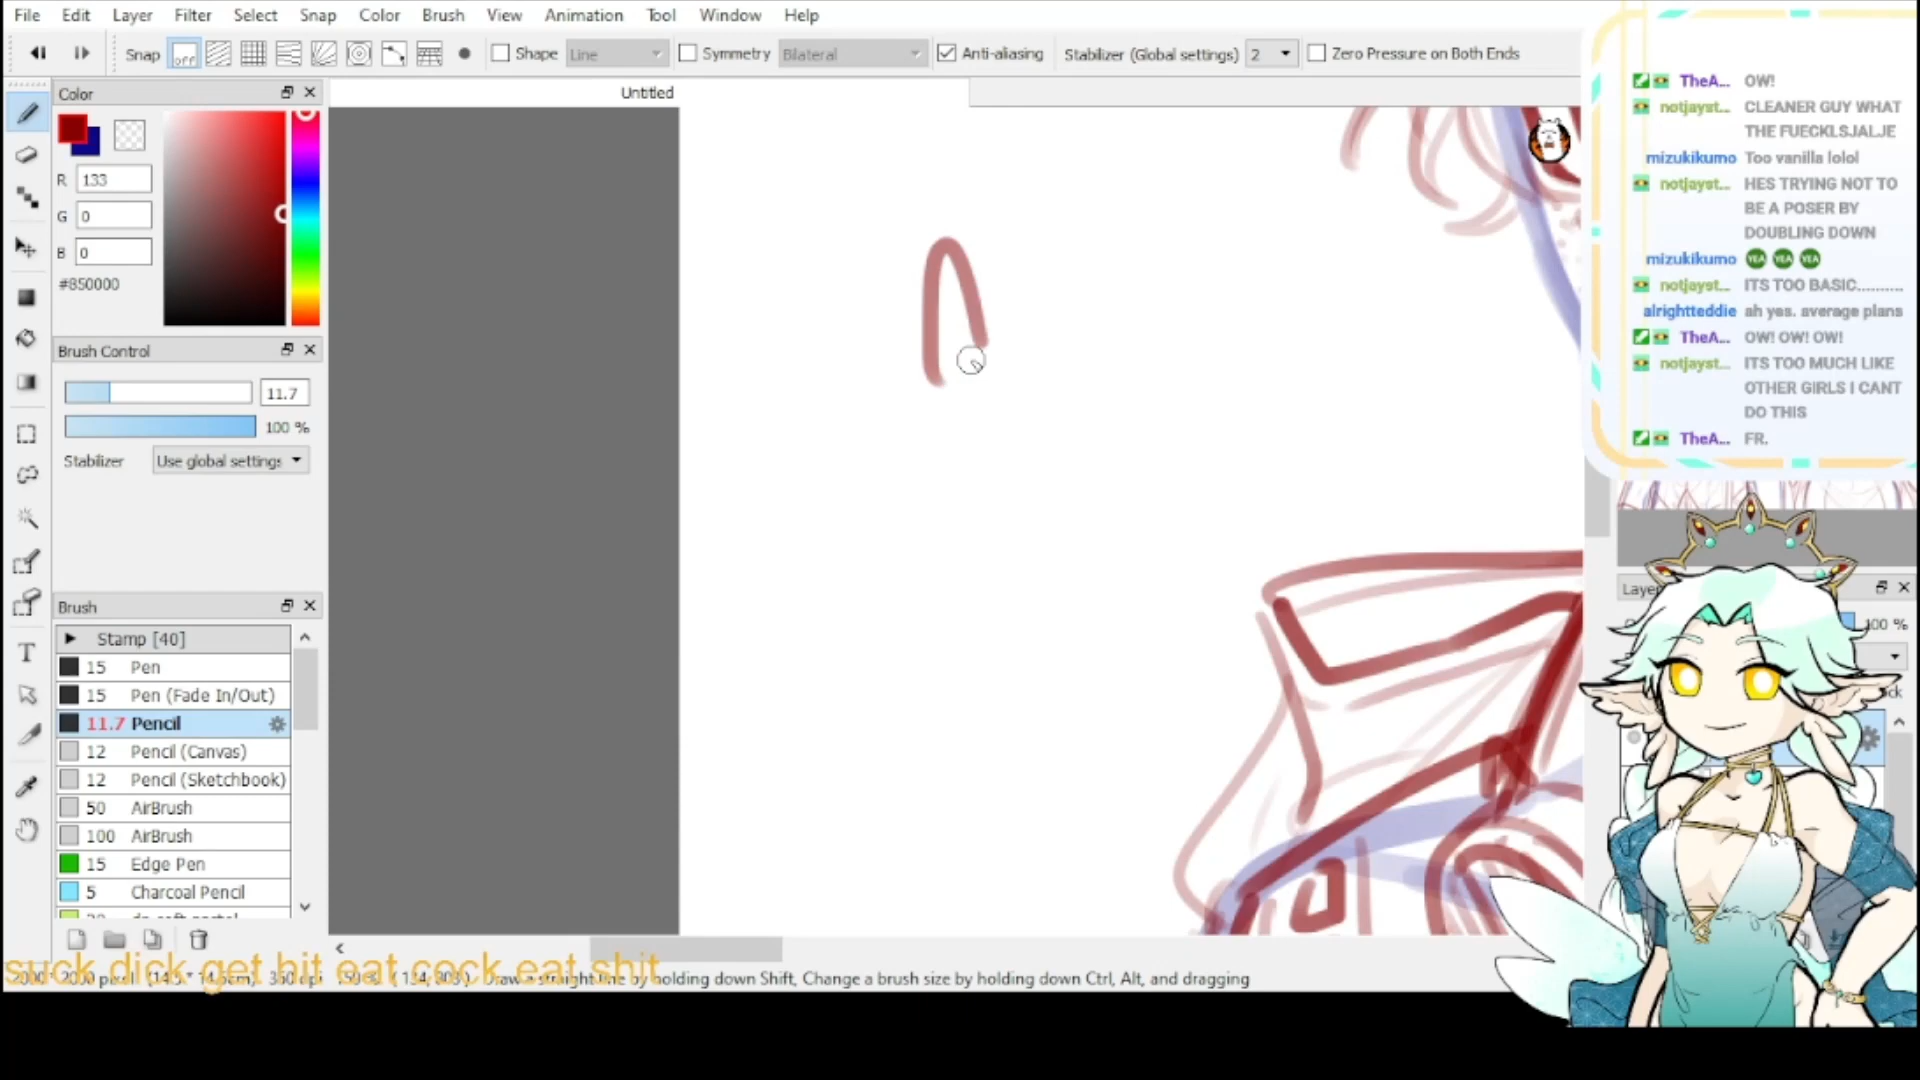 File Edit Layer Filter Select Snap Color Brush View Animation Tool Window Help
Snap off Shape Line Symmetry Bilateral Anti-aliasing Stabilizer (Global settings) 2 Zero Pressure on Both Ends
Color
Untitled
R 133
G 0
B 0
#850000
Brush Control
11.7
100 %
Stabilizer Use global settings
Brush
Stamp [40]
15 Pen
15 Pen (Fade In/Out)
11.7 Pencil
12 Pencil (Canvas)
12 Pencil (Sketchbook)
50 AirBrush
100 AirBrush
15 Edge Pen
5 Charcoal Pencil
T
suck dick get hit eat cock eat shit
holding down Shift, Change a brush size by holding down Ctrl, Alt, and dragging
TheA... OW!
notjayst... CLEANER GUY WHAT
THE FUECKLSJALJE
mizukikumo Too vanilla lolol
notjayst... HES TRYING NOT TO
BE A POSER BY
DOUBLING DOWN
mizukikumo YEA YEA YEA
notjayst... ITS TOO BASIC..........
alrightteddie ah yes. average plans
TheA... OW! OW! OW!
notjayst... ITS TOO MUCH LIKE
OTHER GIRLS I CANT
DO THIS
TheA... FR.
Laye
100 %